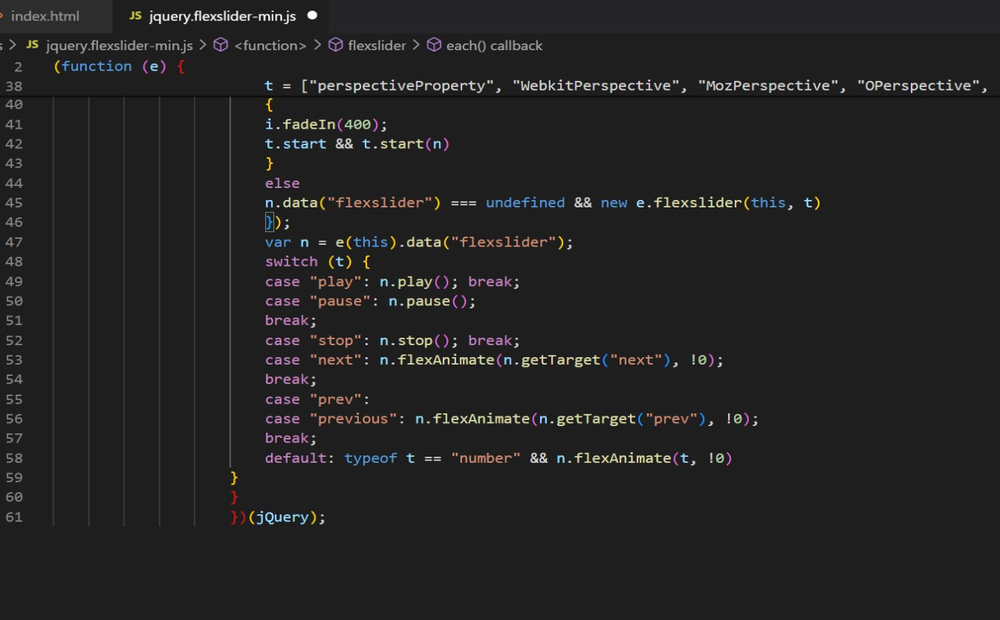 index.html JS jquery.flexslider-min.js
s > JS jquery.flexslider-min.js > <function> > flexslider > each() callback
2 (function (e) {
38 t = ["perspectiveProperty", "WebkitPerspective", "MozPerspective", "OPerspective",
40 {
41 i.fadeIn(400);
42 t.start && t.start(n)
43 }
44 else
45 n.data("flexslider") === undefined && new e.flexslider(this, t)
46 });
47 var n = e(this).data("flexslider");
48 switch (t) {
49 case "play": n.play(); break;
50 case "pause": n.pause();
51 break;
52 case "stop": n.stop(); break;
53 case "next": n.flexAnimate(n.getTarget("next"), !0);
54 break;
55 case "prev":
56 case "previous": n.flexAnimate(n.getTarget("prev"), !0);
57 break;
58 default: typeof t == "number" && n.flexAnimate(t, !0)
59 }
60 }
61 })(jQuery);